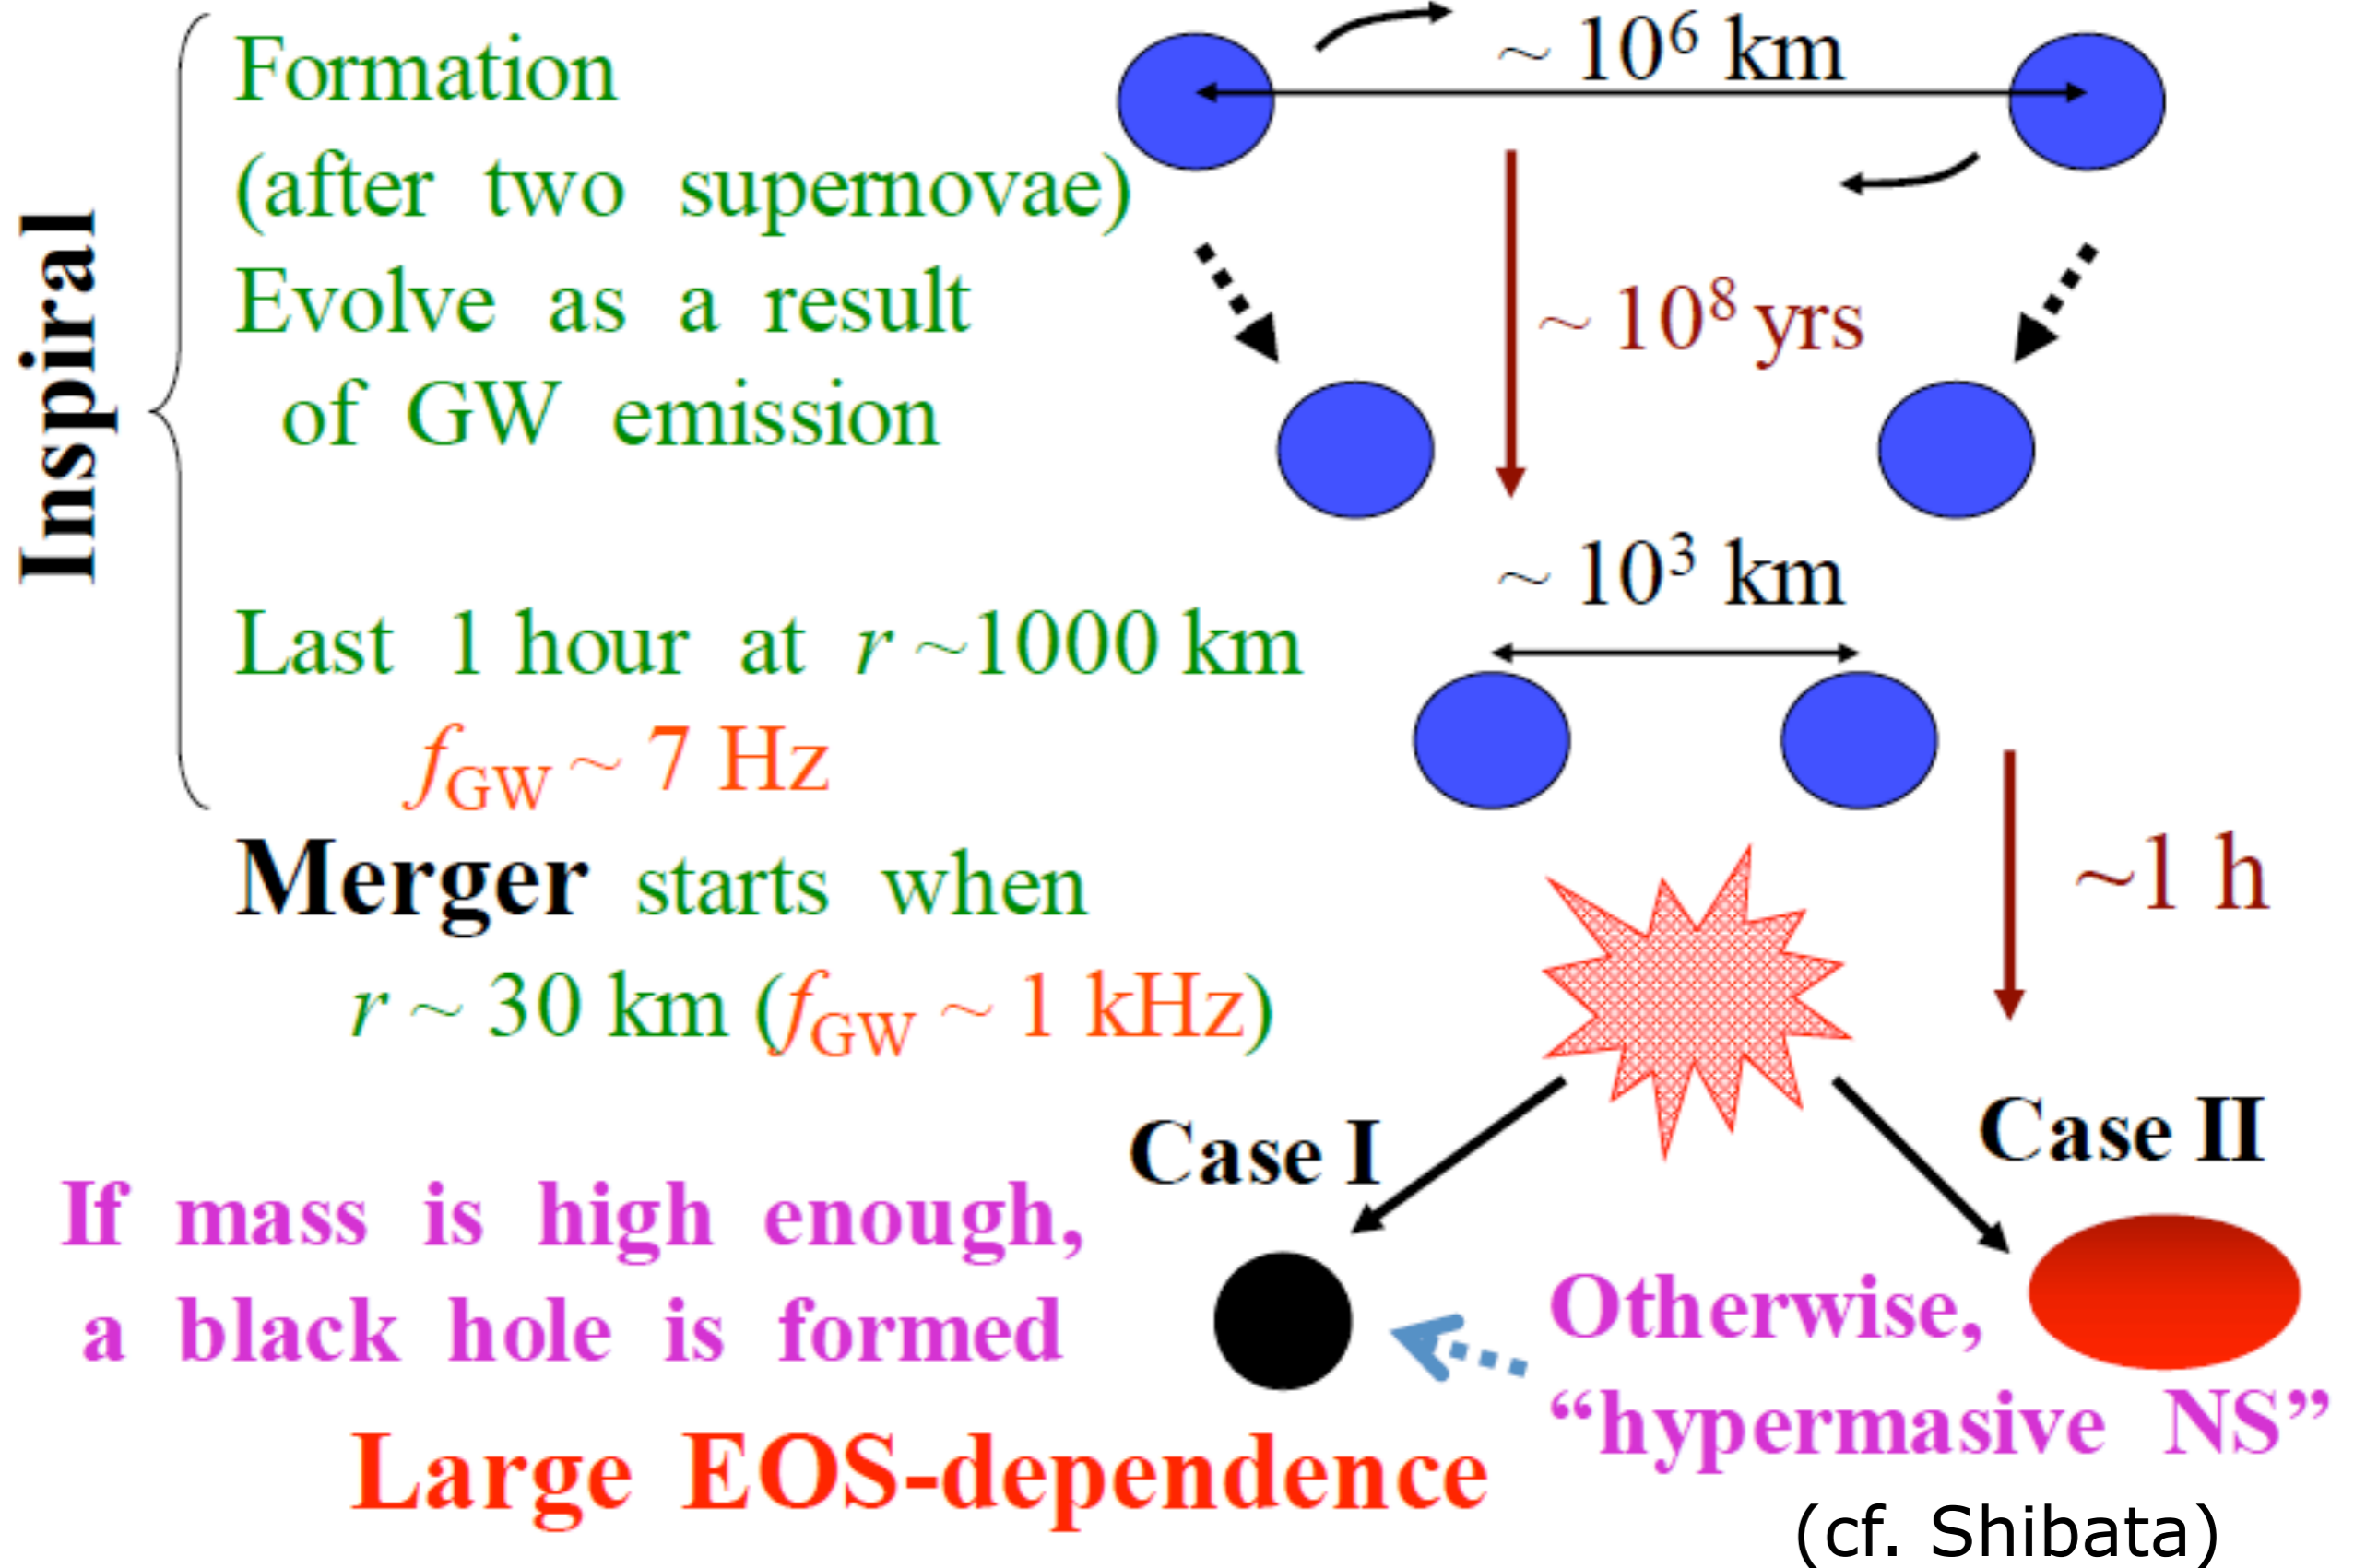 Inspiral
Formation
(after two supernovae)
Evolve as a result
of GW emission
~ 10⁶ km
~ 10⁸ yrs
~ 10³ km
Last 1 hour at r ~1000 km
f_GW ~ 7 Hz
Merger starts when
r ~ 30 km (f_GW ~ 1 kHz)
~1 h
Case I
Case II
If mass is high enough,
a black hole is formed
Otherwise,
“hypermasive NS”
Large EOS-dependence
(cf. Shibata)